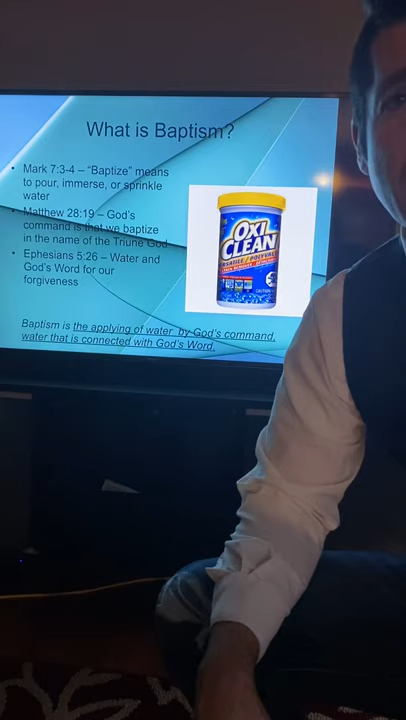 What is Baptism?
• Mark 7:3-4 – “Baptize” means
to pour, immerse, or sprinkle
water
• Matthew 28:19 – God's
command is that we baptize
in the name of the Triune God
• Ephesians 5:26 – Water and
God's Word for our
forgiveness
OXI
CLEAN
VERSATILE / POLYVALENT
Baptism is the applying of water by God's command,
water that is connected with God's Word.